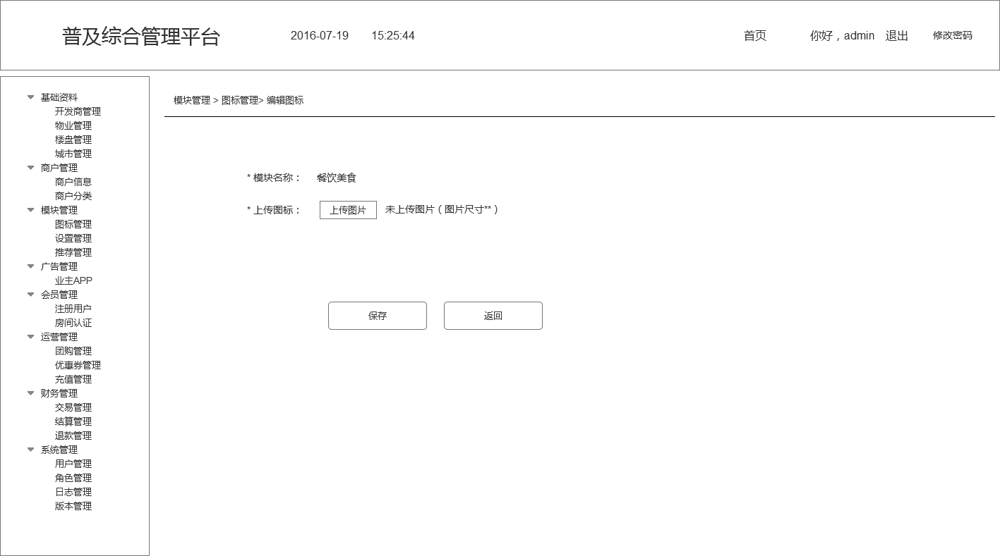 普及综合管理平台 2016-07-19 15:25:44 首页 你好，admin 退出 修改密码
基础资料
开发商管理
物业管理
楼盘管理
城市管理
商户管理
商户信息
商户分类
模块管理
图标管理
设置管理
推荐管理
广告管理
业主APP
会员管理
注册用户
房间认证
运营管理
团购管理
优惠券管理
充值管理
财务管理
交易管理
结算管理
退款管理
系统管理
用户管理
角色管理
日志管理
版本管理
模块管理 > 图标管理> 编辑图标
* 模块名称： 餐饮美食
* 上传图标： 上传图片 未上传图片（图片尺寸**）
保存 返回